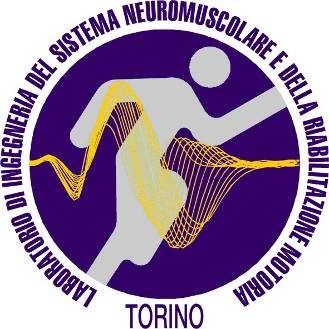 LABORATORIO DI INGEGNERIA DEL SISTEMA NEUROMUSCOLARE E DELLA RIABILITAZIONE MOTORIA
TORINO